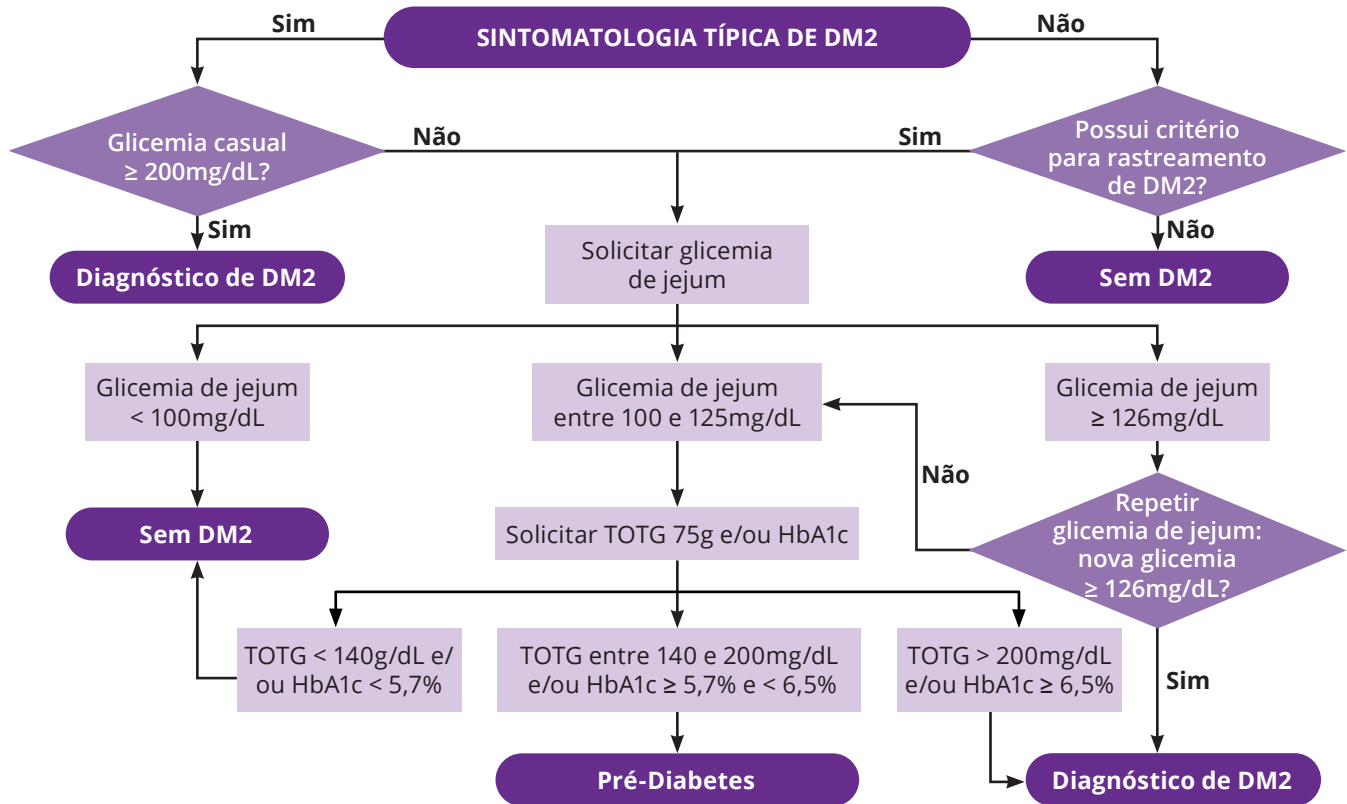 Sim
SINTOMATOLOGIA TÍPICA DE DM2
Não
Glicemia casual
≥ 200mg/dL?
Não
Sim
Possui critério
para rastreamento
de DM2?
Sim
Não
Diagnóstico de DM2
Solicitar glicemia
de jejum
Sem DM2
Glicemia de jejum
< 100mg/dL
Glicemia de jejum
entre 100 e 125mg/dL
Glicemia de jejum
≥ 126mg/dL
Não
Sem DM2
Solicitar TOTG 75g e/ou HbA1c
Repetir
glicemia de jejum:
nova glicemia
≥ 126mg/dL?
TOTG < 140g/dL e/
ou HbA1c < 5,7%
TOTG entre 140 e 200mg/dL
e/ou HbA1c ≥ 5,7% e < 6,5%
TOTG > 200mg/dL
e/ou HbA1c ≥ 6,5%
Sim
Pré-Diabetes
Diagnóstico de DM2